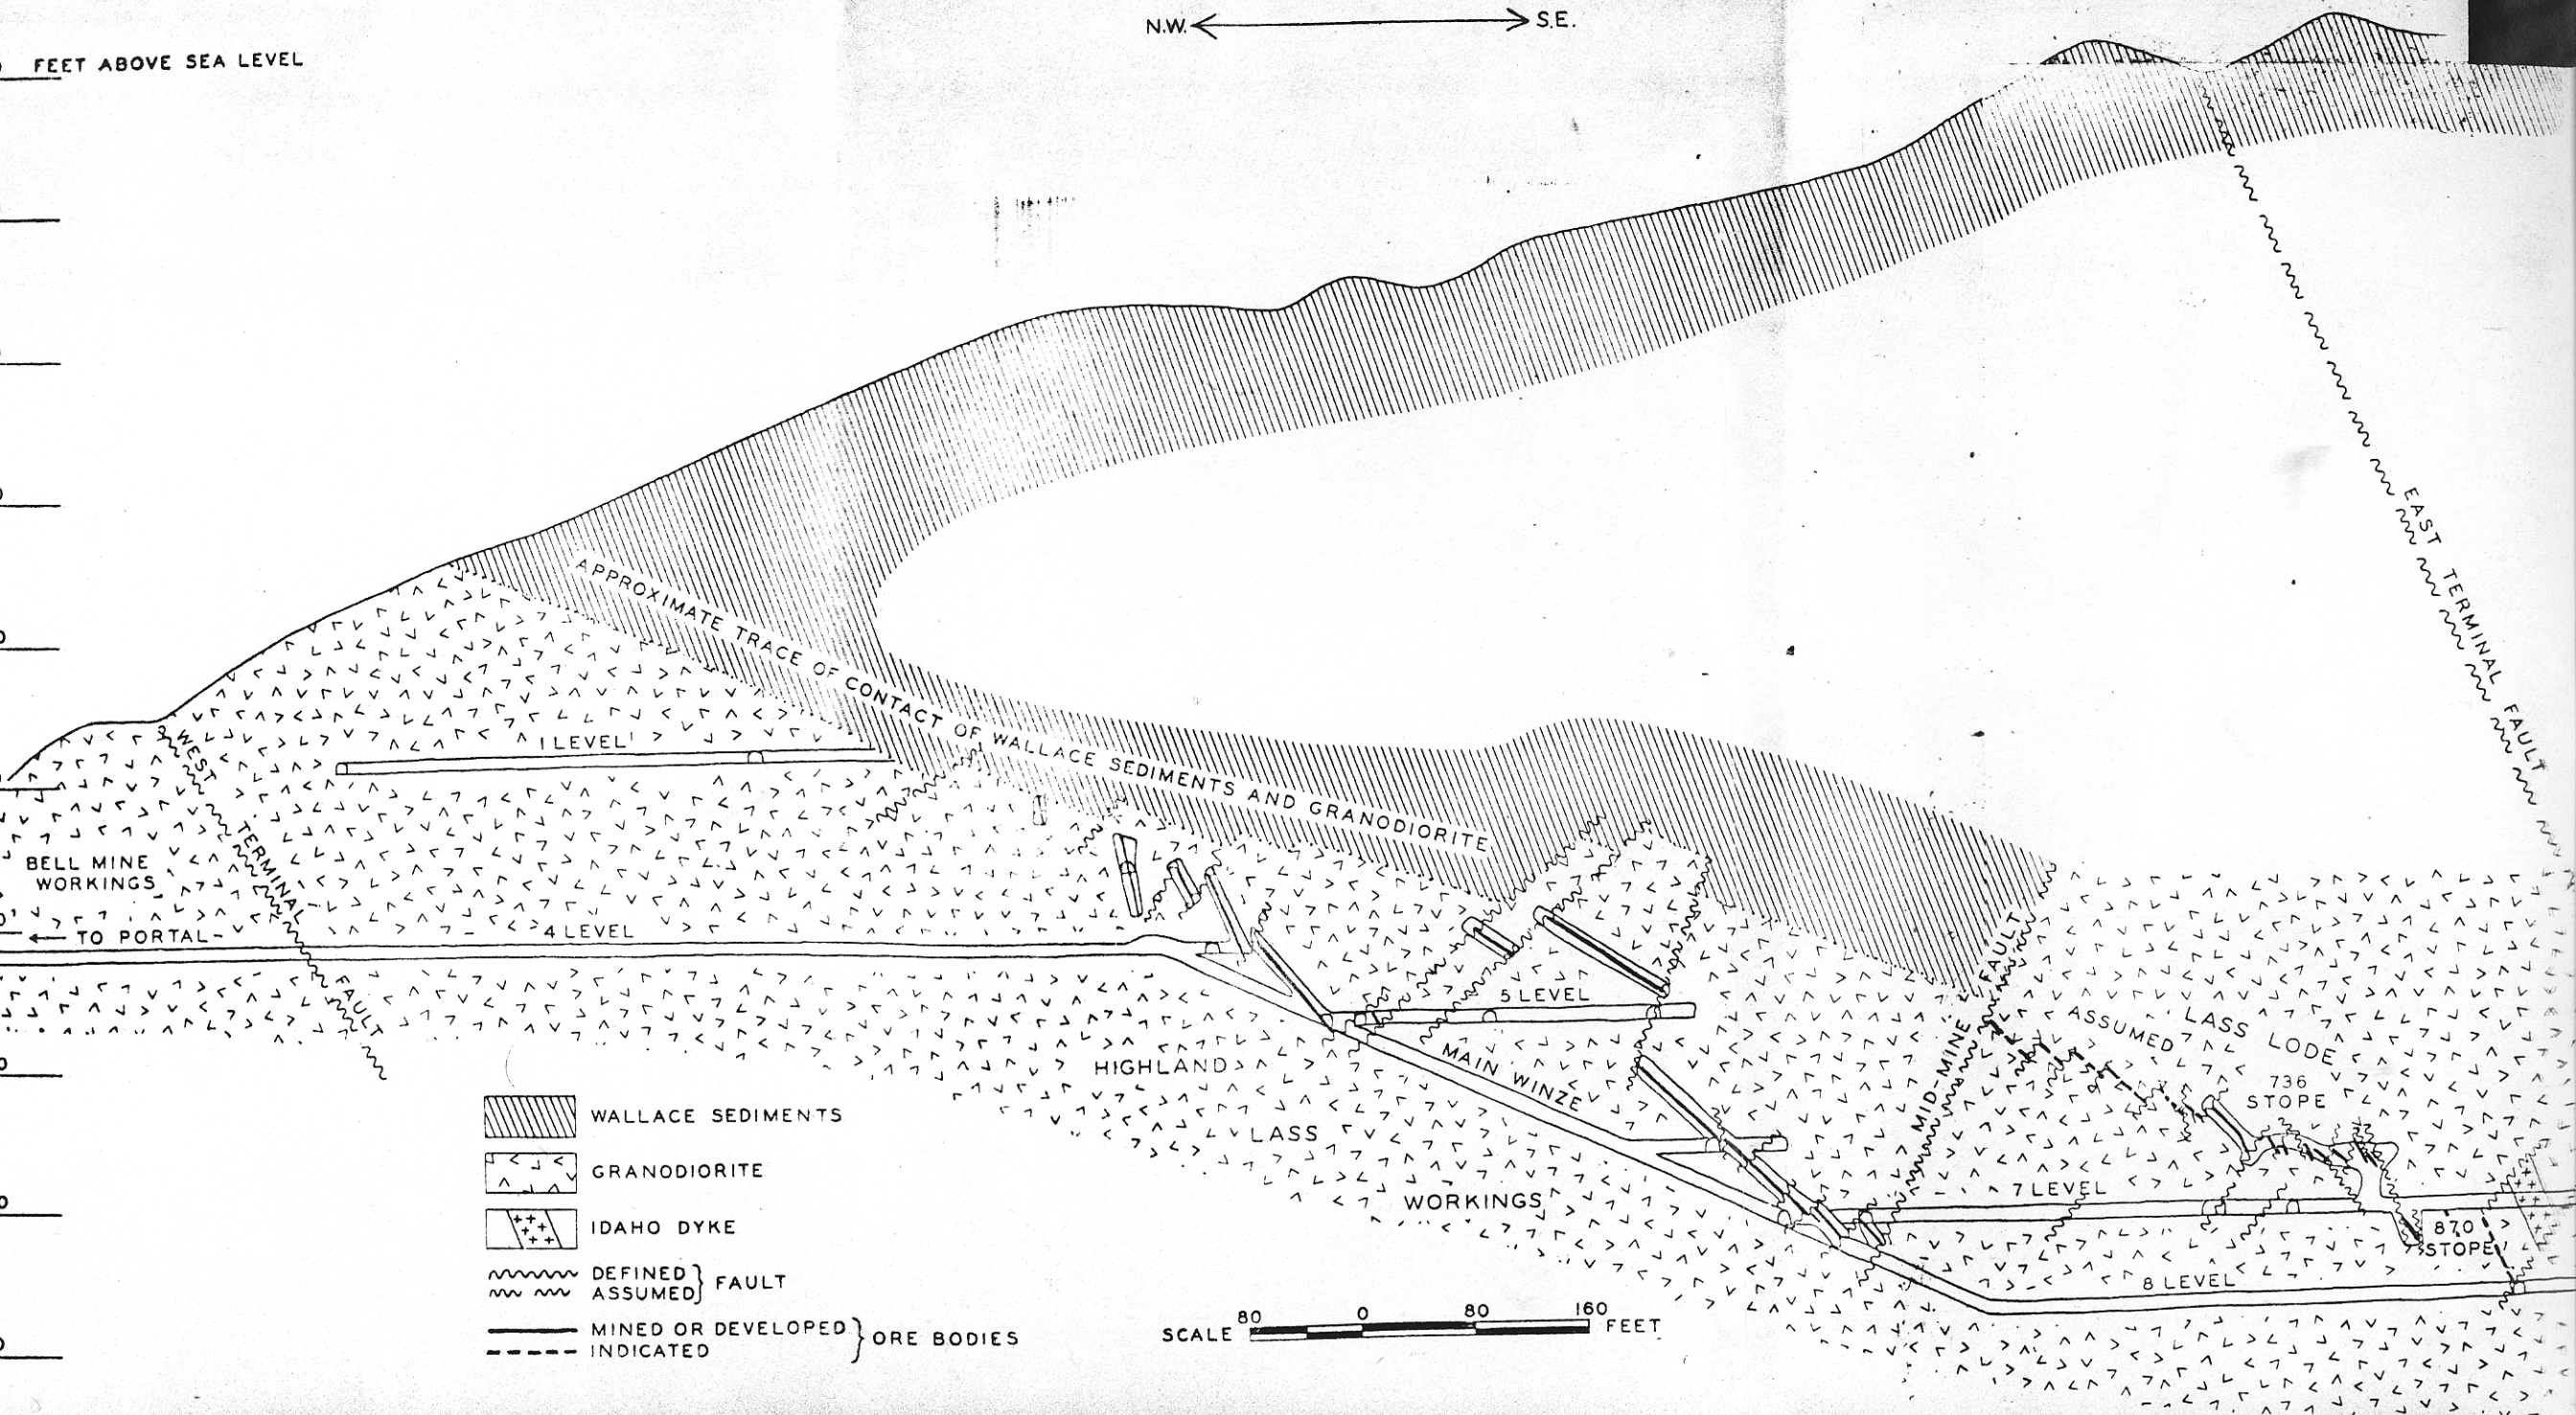 N.W. S.E.
FEET ABOVE SEA LEVEL
EAST TERMINAL FAULT
APPROXIMATE TRACE OF CONTACT OF WALLACE SEDIMENTS AND GRANODIORITE
1 LEVEL
WEST TERMINAL FAULT
BELL MINE
WORKINGS
TO PORTAL
4 LEVEL
5 LEVEL
MAIN WINZE
HIGHLAND
LASS
WORKINGS
MID-MINE FAULT
ASSUMED
LASS LODE
736
STOPE
7 LEVEL
870
STOPE
8 LEVEL
WALLACE SEDIMENTS
GRANODIORITE
IDAHO DYKE
DEFINED
ASSUMED
FAULT
MINED OR DEVELOPED
INDICATED
ORE BODIES
80 0 80 160
SCALE FEET